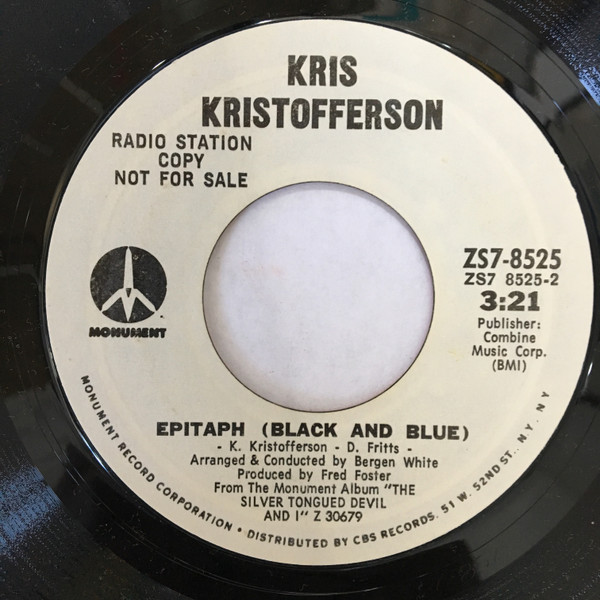 KRIS
KRISTOFFERSON
RADIO STATION
COPY
NOT FOR SALE
MONUMENT
ZS7-8525
ZS7 8525-2
3:21
Publisher:
Combine
Music Corp.
(BMI)
EPITAPH (BLACK AND BLUE)
- K. Kristofferson - D. Fritts -
Arranged & Conducted by Bergen White
Produced by Fred Foster
From The Monument Album "THE
SILVER TONGUED DEVIL
AND I" Z 30679
MONUMENT RECORD CORPORATION • DISTRIBUTED BY CBS RECORDS, 51 W. 52ND ST., N.Y. N.Y